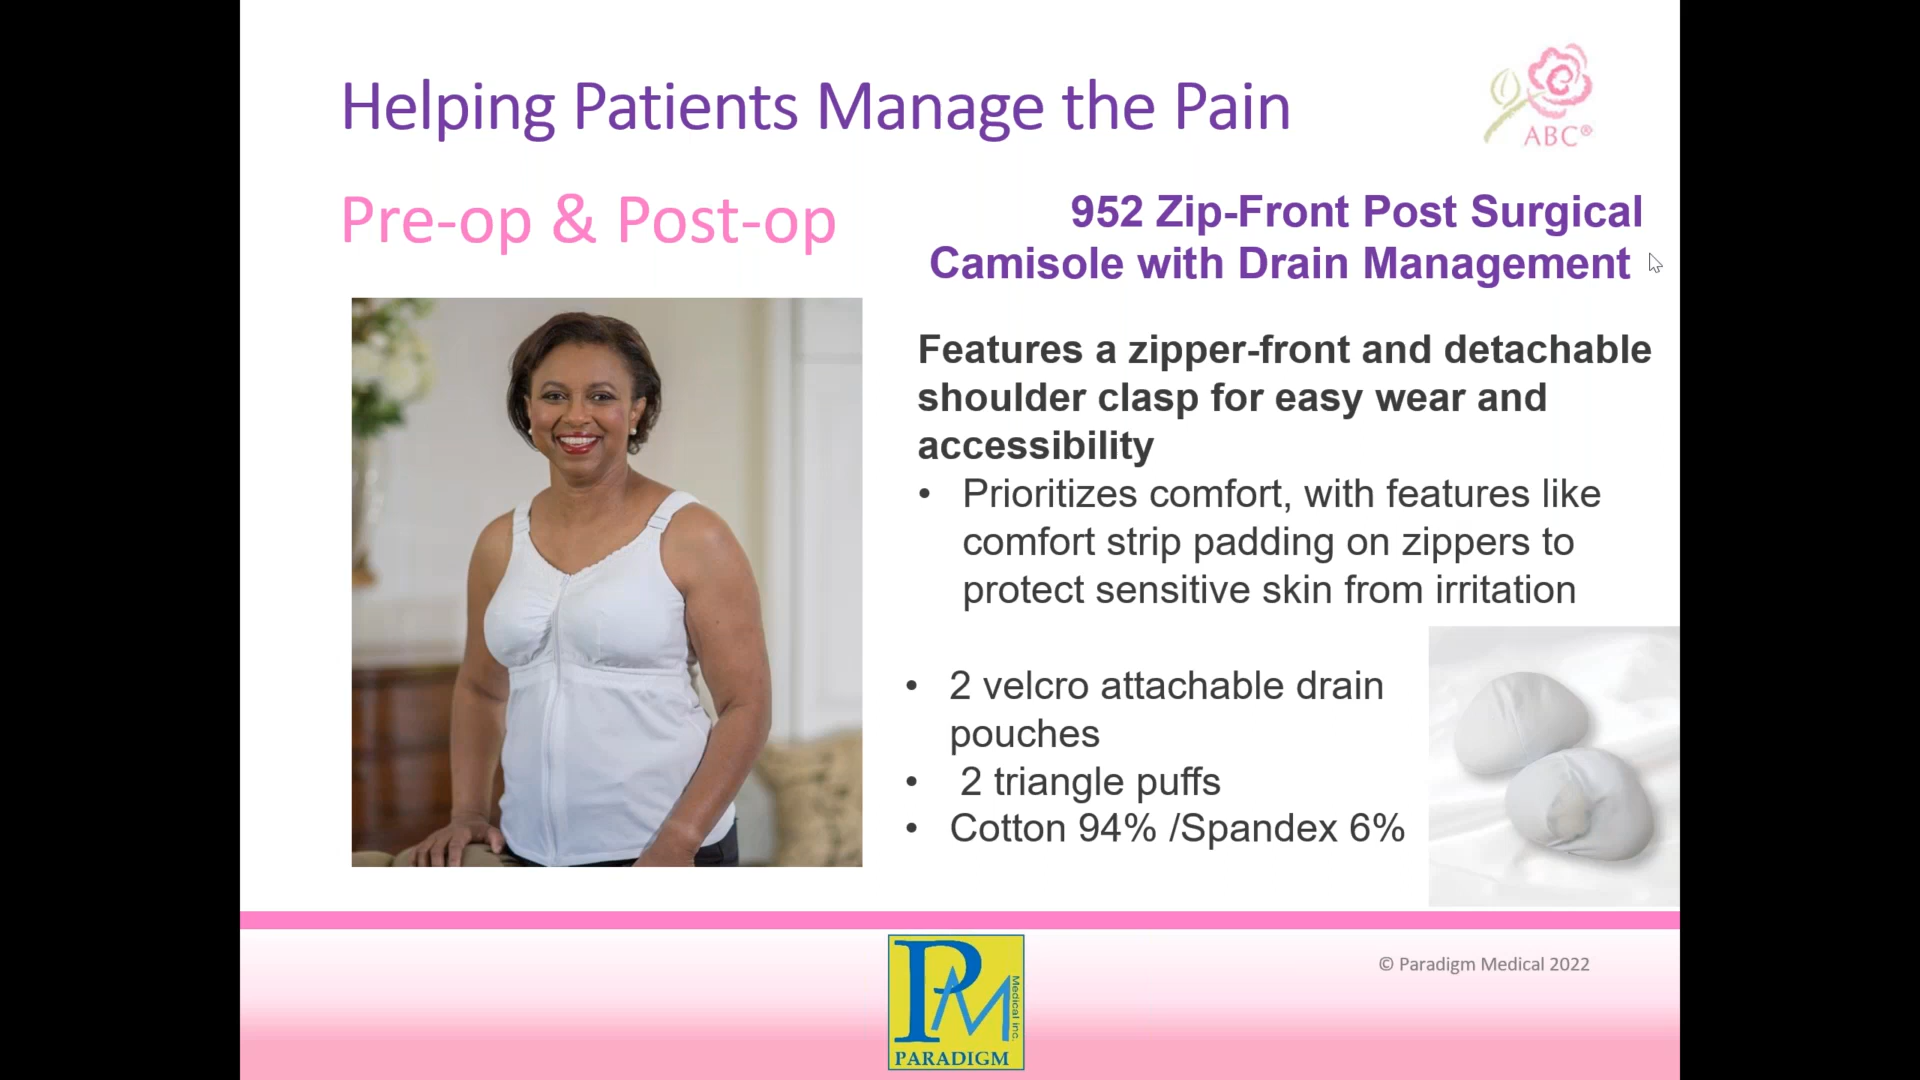 Helping Patients Manage the Pain
ABC®
Pre-op & Post-op
952 Zip-Front Post Surgical
Camisole with Drain Management
Features a zipper-front and detachable
shoulder clasp for easy wear and
accessibility
• Prioritizes comfort, with features like
comfort strip padding on zippers to
protect sensitive skin from irritation
• 2 velcro attachable drain
pouches
• 2 triangle puffs
• Cotton 94% /Spandex 6%
PM
Medical inc.
PARADIGM
© Paradigm Medical 2022